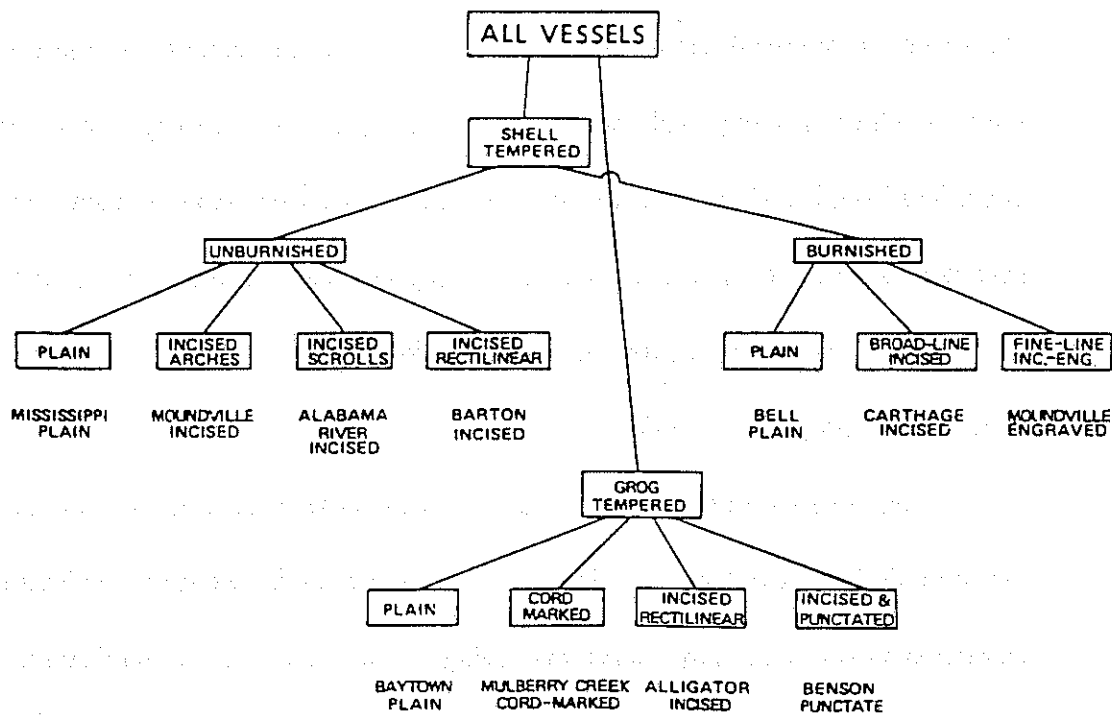 ALL VESSELS
SHELL
TEMPERED
UNBURNISHED
BURNISHED
PLAIN
INCISED
ARCHES
INCISED
SCROLLS
INCISED
RECTILINEAR
PLAIN
BROAD-LINE
INCISED
FINE-LINE
INC.-ENG.
MISSISSIPPI
PLAIN
MOUNDVILLE
INCISED
ALABAMA
RIVER
INCISED
BARTON
INCISED
BELL
PLAIN
CARTHAGE
INCISED
MOUNDVILLE
ENGRAVED
GROG
TEMPERED
PLAIN
CORD
MARKED
INCISED
RECTILINEAR
INCISED &
PUNCTATED
BAYTOWN
PLAIN
MULBERRY CREEK
CORD-MARKED
ALLIGATOR
INCISED
BENSON
PUNCTATE